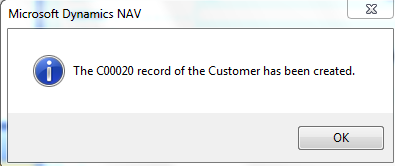 Microsoft Dynamics NAV
The C00020 record of the Customer has been created.
OK